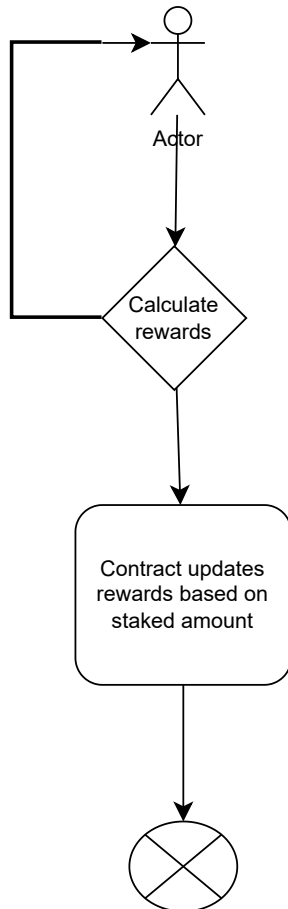 Actor
Calculate
rewards
Contract updates
rewards based on
staked amount